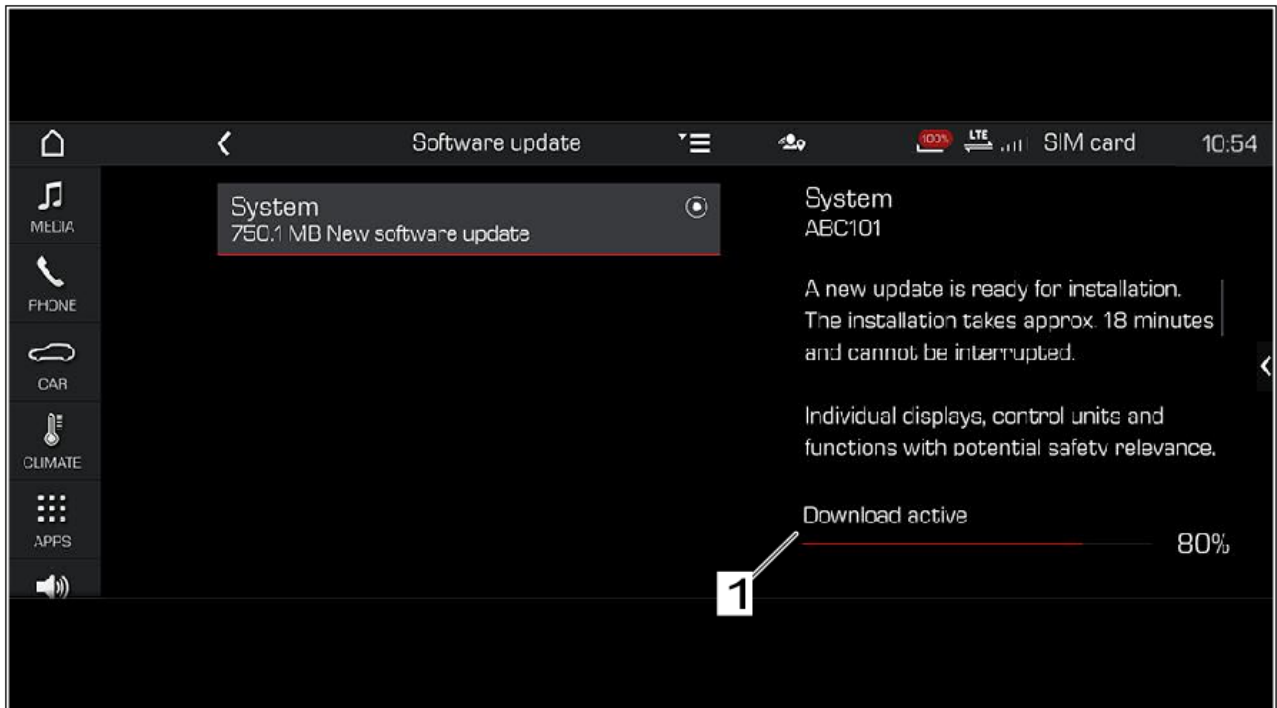 Software update
100%
LTE
SIM card
10:54
MEDIA
PHONE
CAR
CLIMATE
APPS
System
750.1 MB New software update
System
ABC101
A new update is ready for installation.
The installation takes approx. 18 minutes
and cannot be interrupted.
Individual displays, control units and
functions with potential safety relevance.
Download active
80%
1